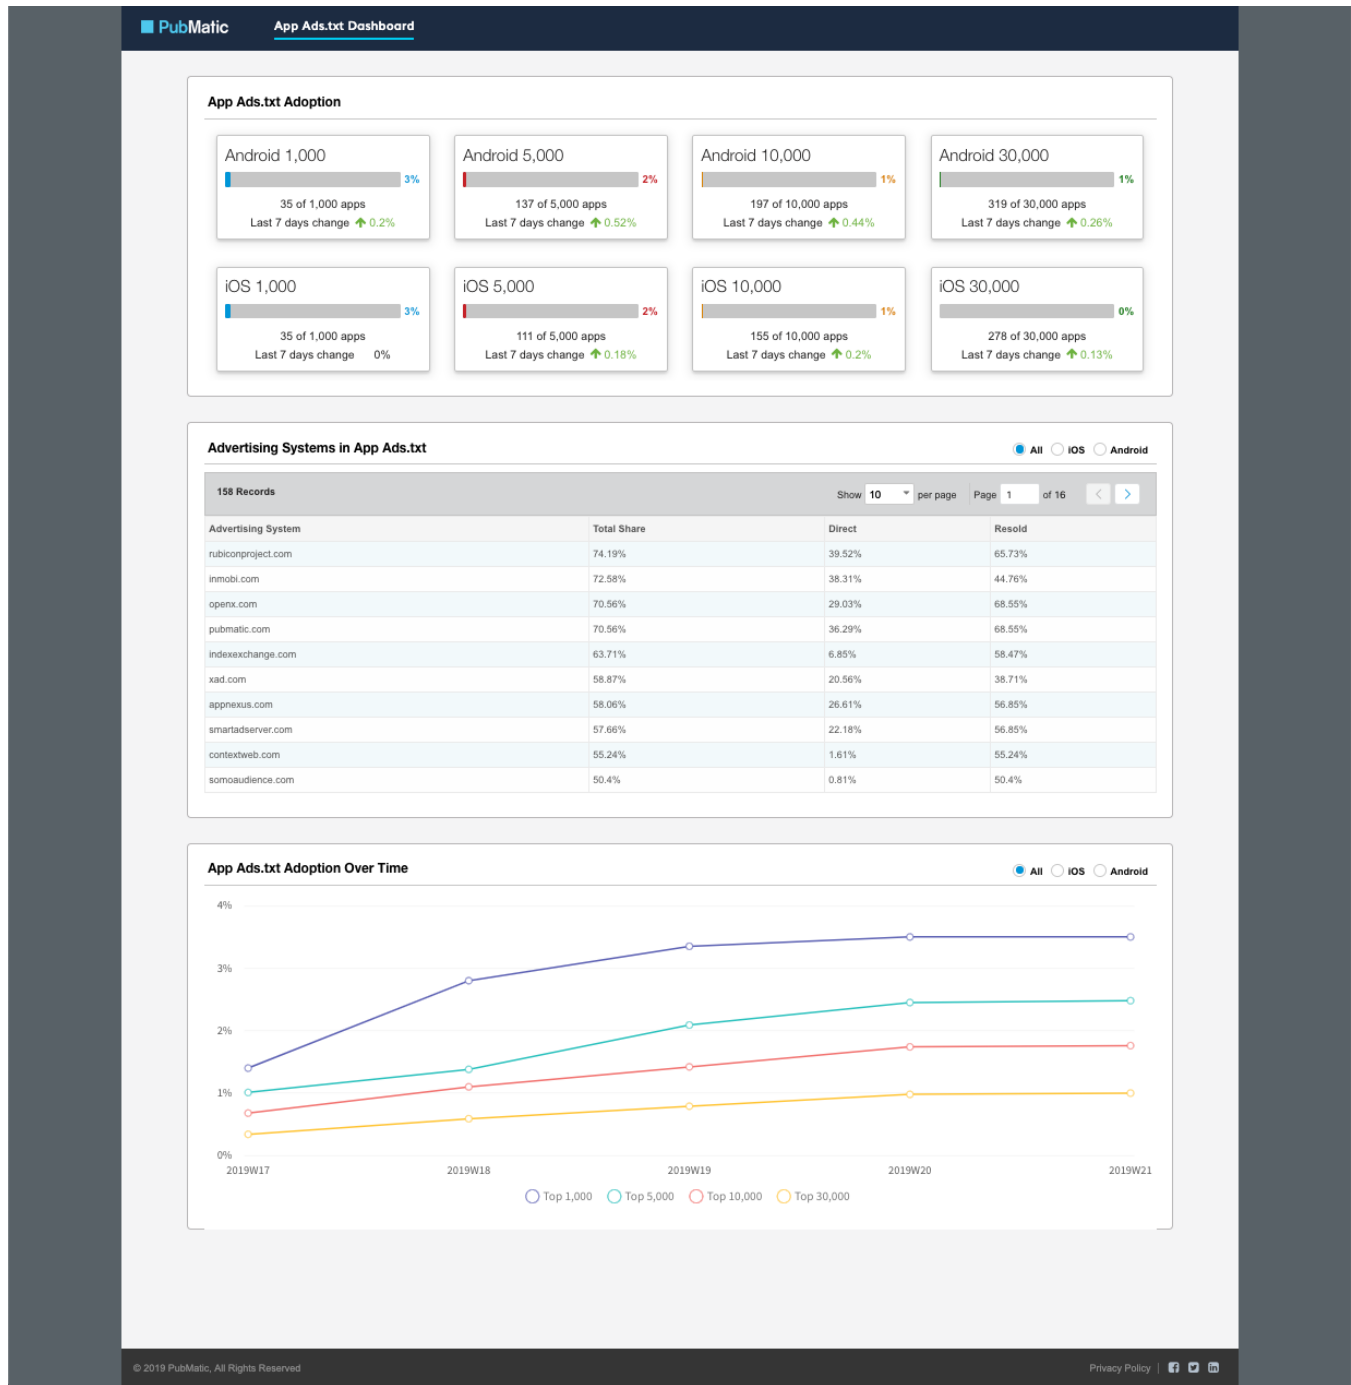 PubMatic App Ads.txt Dashboard
App Ads.txt Adoption
Android 1,000
3%
35 of 1,000 apps
Last 7 days change 0.2%
Android 5,000
2%
137 of 5,000 apps
Last 7 days change 0.52%
Android 10,000
1%
197 of 10,000 apps
Last 7 days change 0.44%
Android 30,000
1%
319 of 30,000 apps
Last 7 days change 0.26%
iOS 1,000
3%
35 of 1,000 apps
Last 7 days change 0%
iOS 5,000
2%
111 of 5,000 apps
Last 7 days change 0.18%
iOS 10,000
1%
155 of 10,000 apps
Last 7 days change 0.2%
iOS 30,000
0%
278 of 30,000 apps
Last 7 days change 0.13%
Advertising Systems in App Ads.txt All iOS Android
158 Records Show 10 per page Page 1 of 16
Advertising System Total Share Direct Resold
rubiconproject.com 74.19% 39.52% 65.73%
inmobi.com 72.58% 38.31% 44.76%
openx.com 70.56% 29.03% 68.55%
pubmatic.com 70.56% 36.29% 68.55%
indexexchange.com 63.71% 6.85% 58.47%
xad.com 58.87% 20.56% 38.71%
appnexus.com 58.06% 26.61% 56.85%
smartadserver.com 57.66% 22.18% 56.85%
contextweb.com 55.24% 1.61% 55.24%
somoaudience.com 50.4% 0.81% 50.4%
App Ads.txt Adoption Over Time All iOS Android
4%
3%
2%
1%
0%
2019W17 2019W18 2019W19 2019W20 2019W21
Top 1,000 Top 5,000 Top 10,000 Top 30,000
© 2019 PubMatic, All Rights Reserved Privacy Policy |